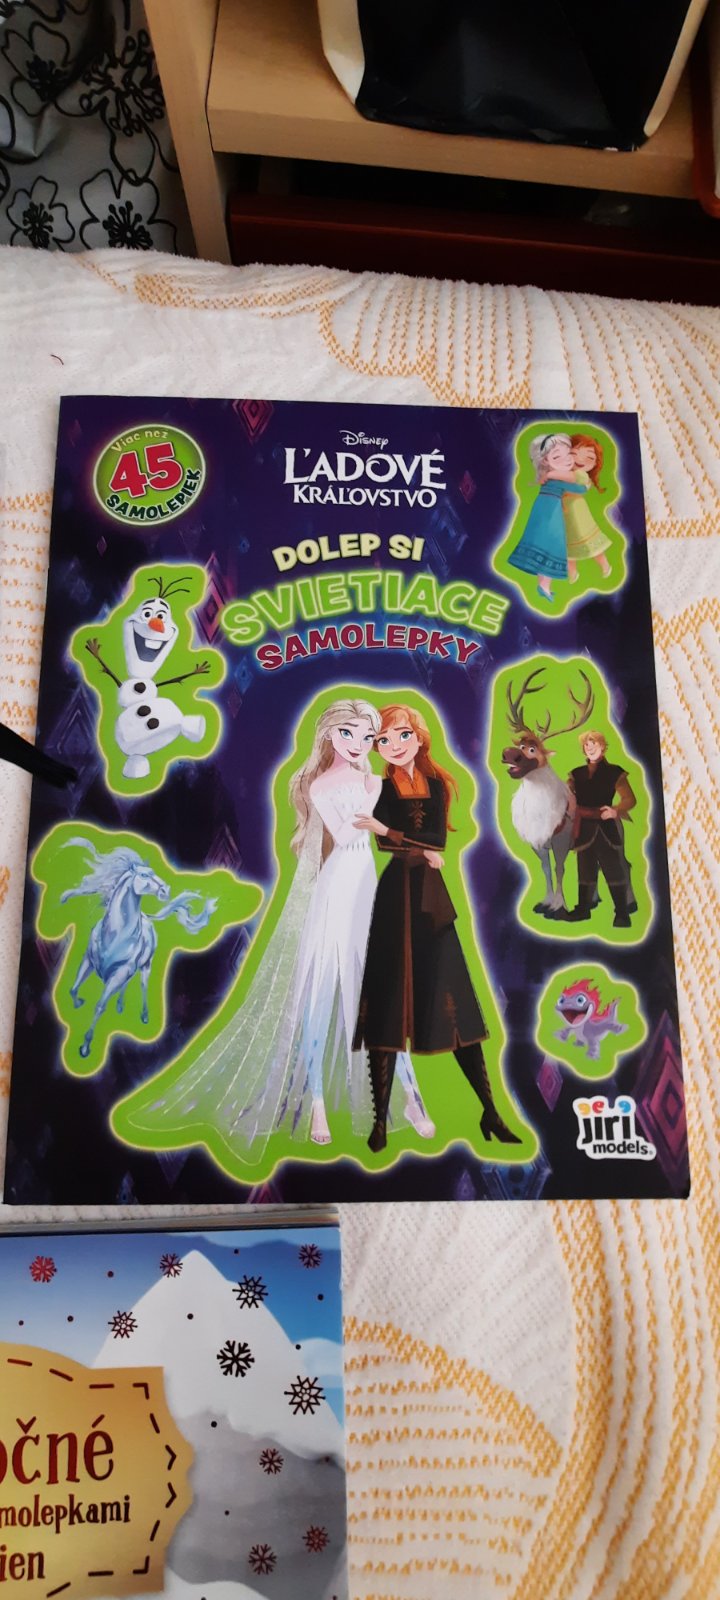 Viac než
45
SAMOLEPIEK
Disney
ĽADOVÉ
KRÁĽOVSTVO
DOLEP SI
SVIETIACE
SAMOLEPKY
jiri
models
očné
molepkami
ien